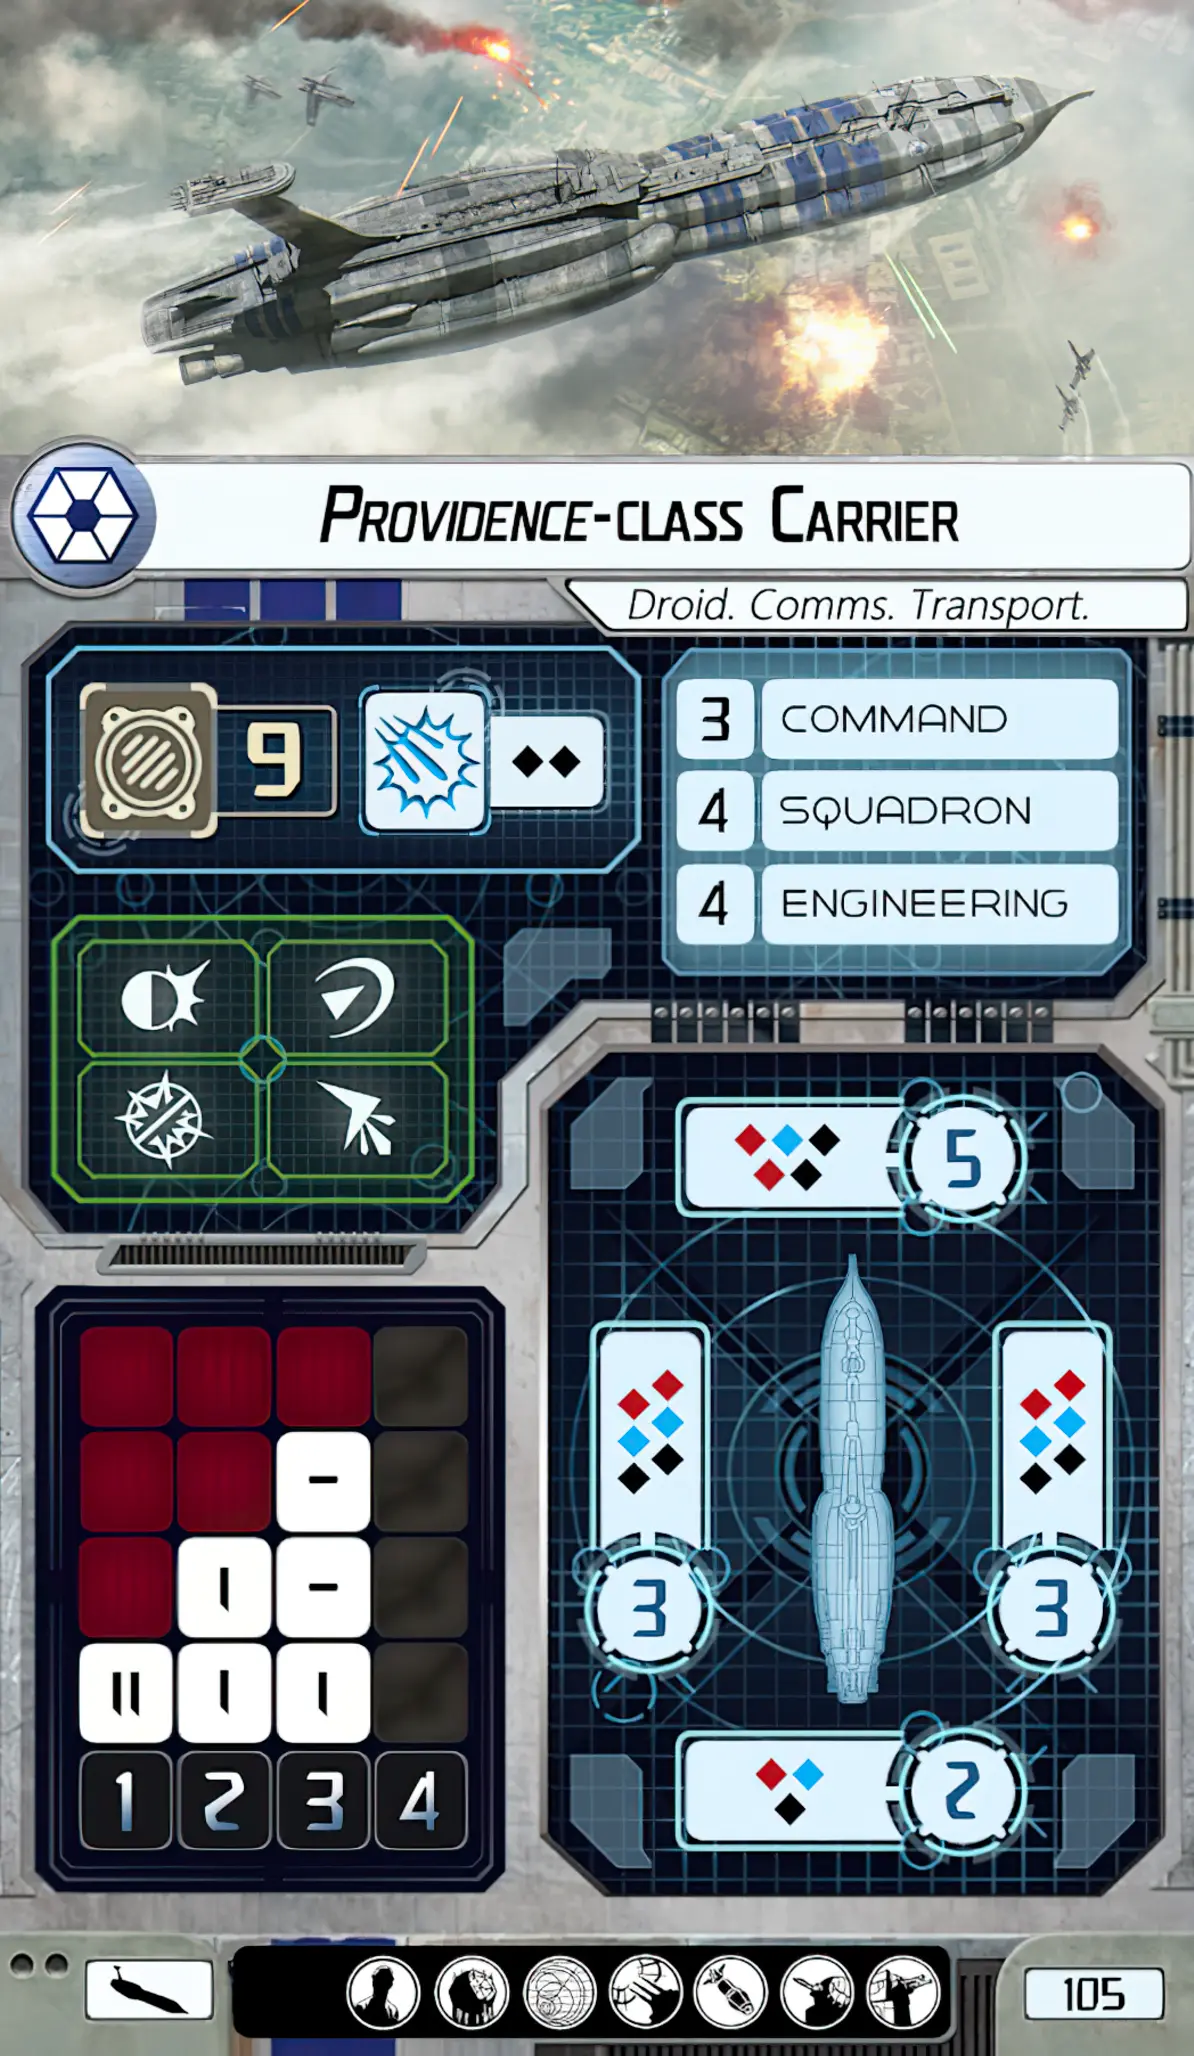 PROVIDENCE-CLASS CARRIER
Droid. Comms. Transport.
9
3 COMMAND
4 SQUADRON
4 ENGINEERING
5
3 3
2
-
I -
II I I
1 2 3 4
105